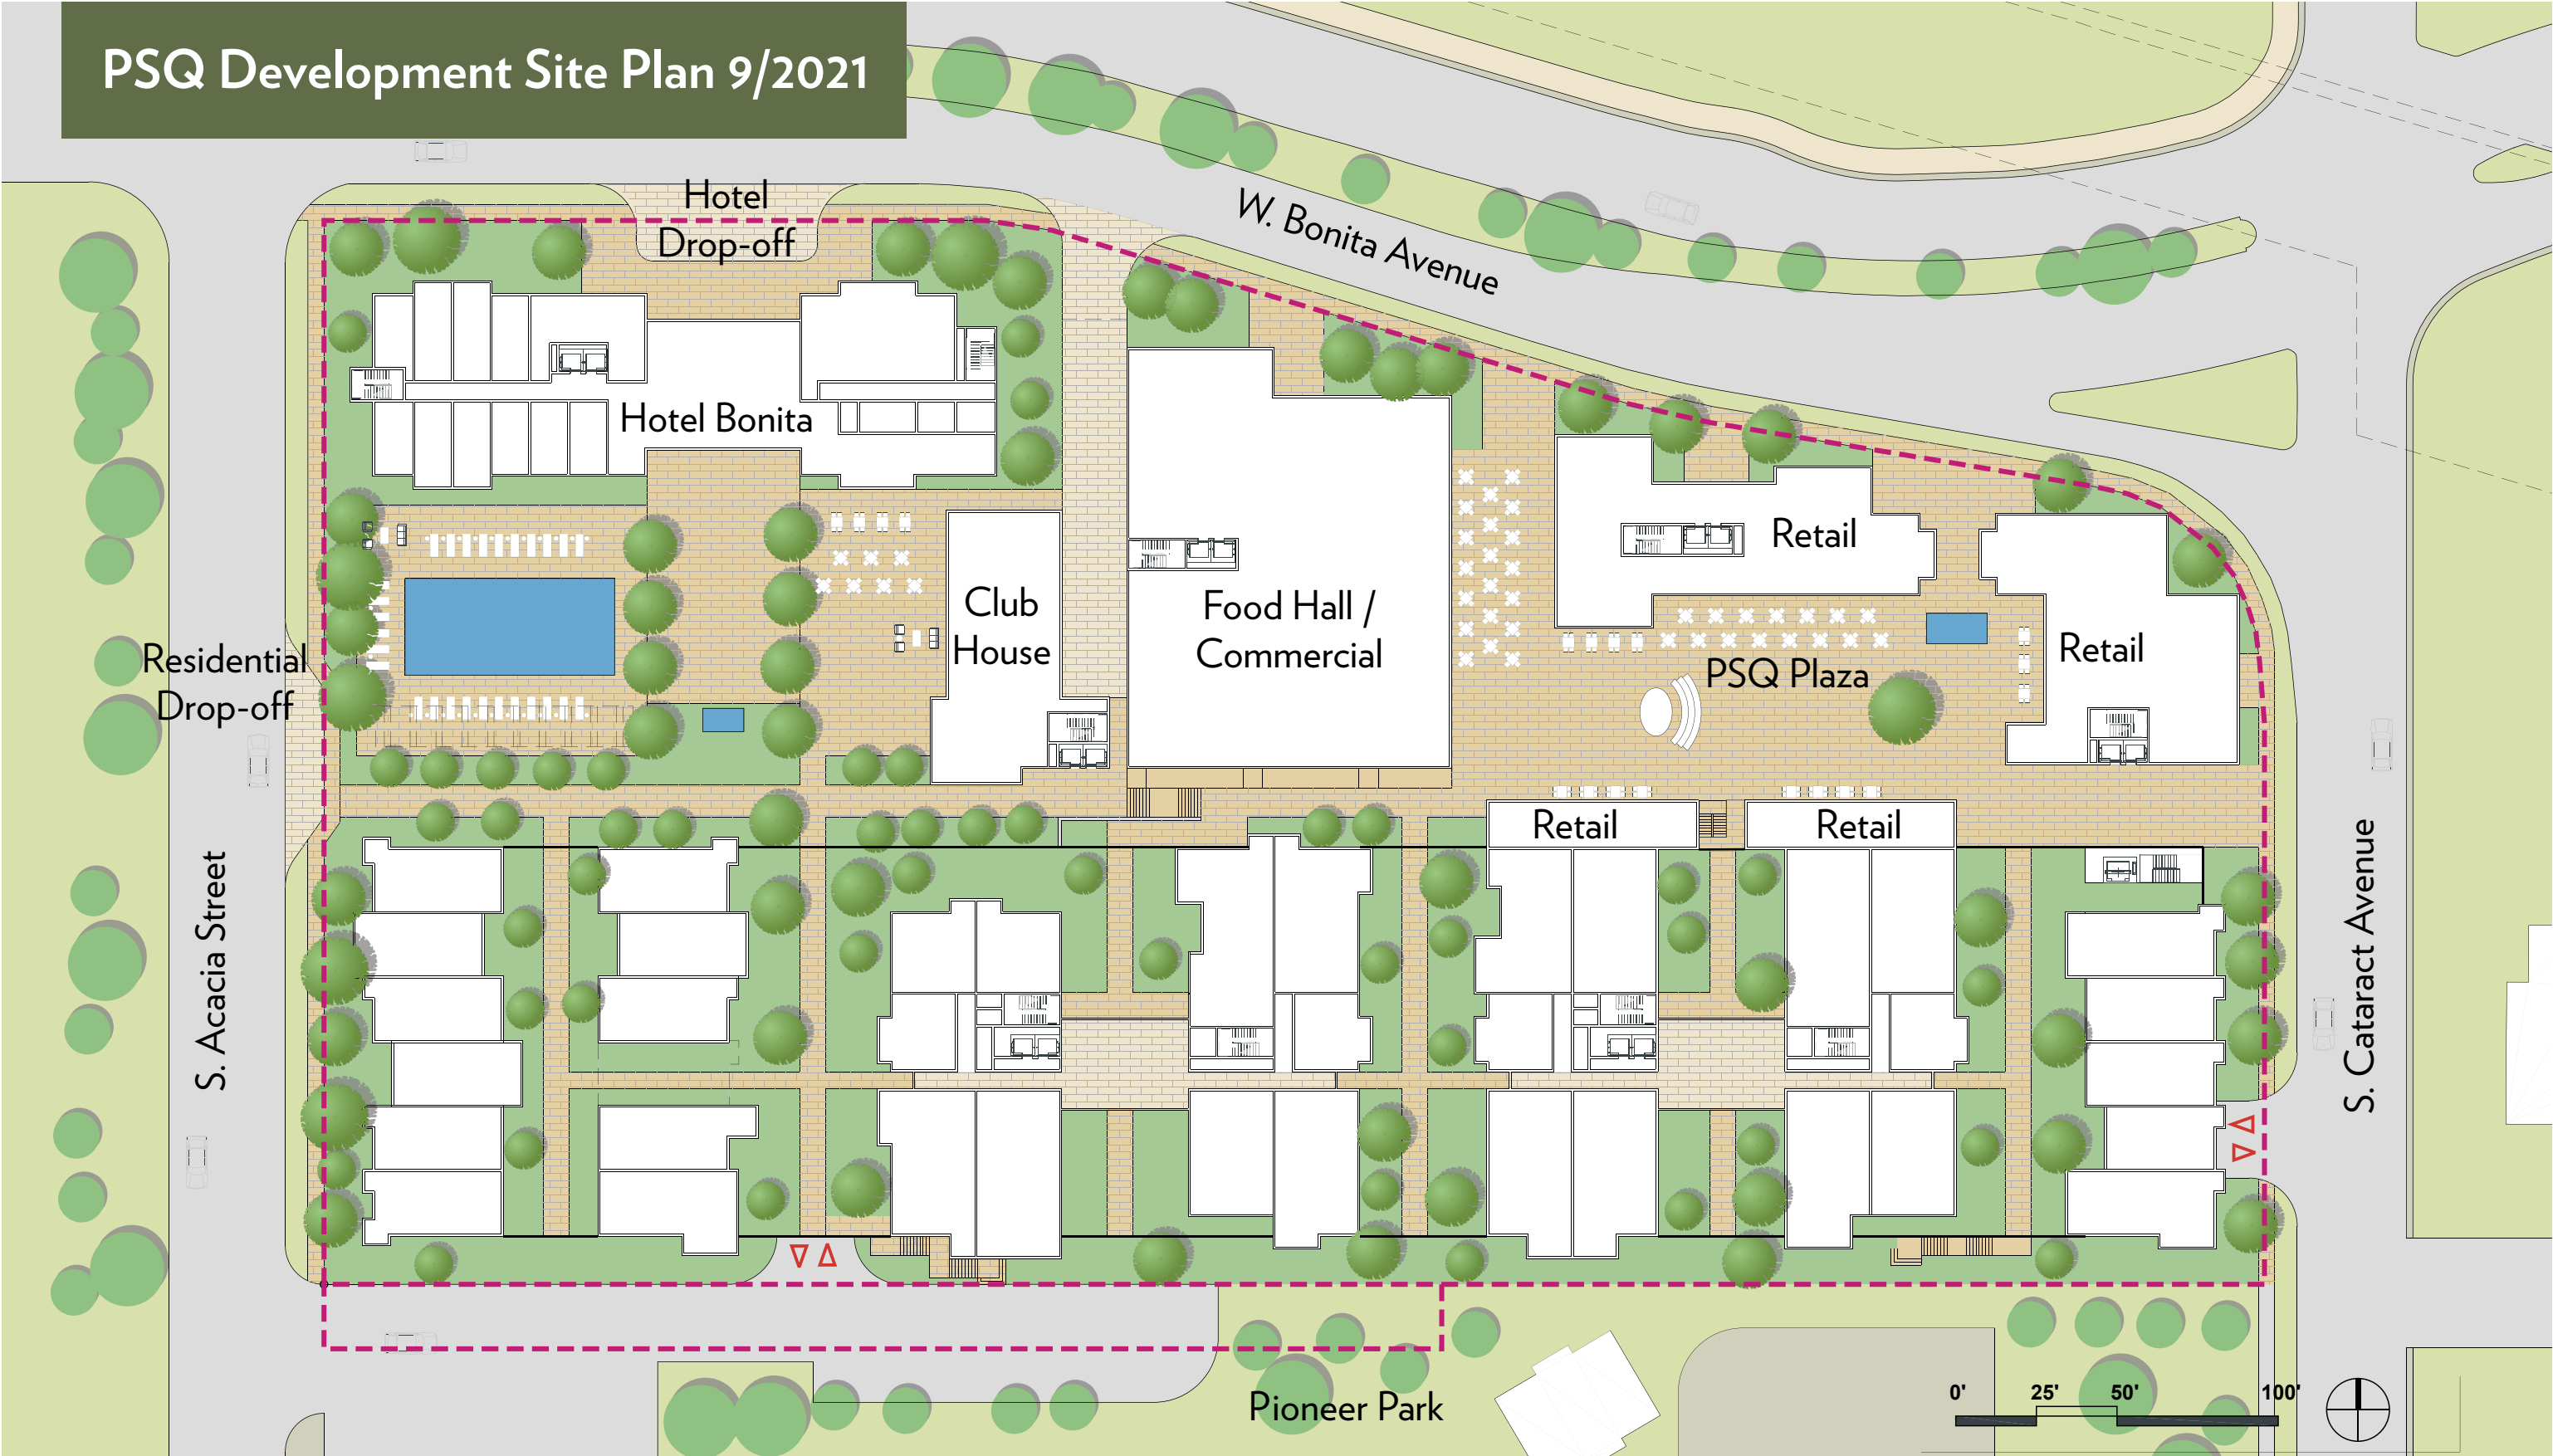 PSQ Development Site Plan 9/2021
Hotel
Drop-off
W. Bonita Avenue
Hotel Bonita
Retail
Club
House
Food Hall /
Commercial
Retail
Residential
Drop-off
PSQ Plaza
Retail
Retail
S. Acacia Street
S. Cataract Avenue
Pioneer Park
0'
25'
50'
100'